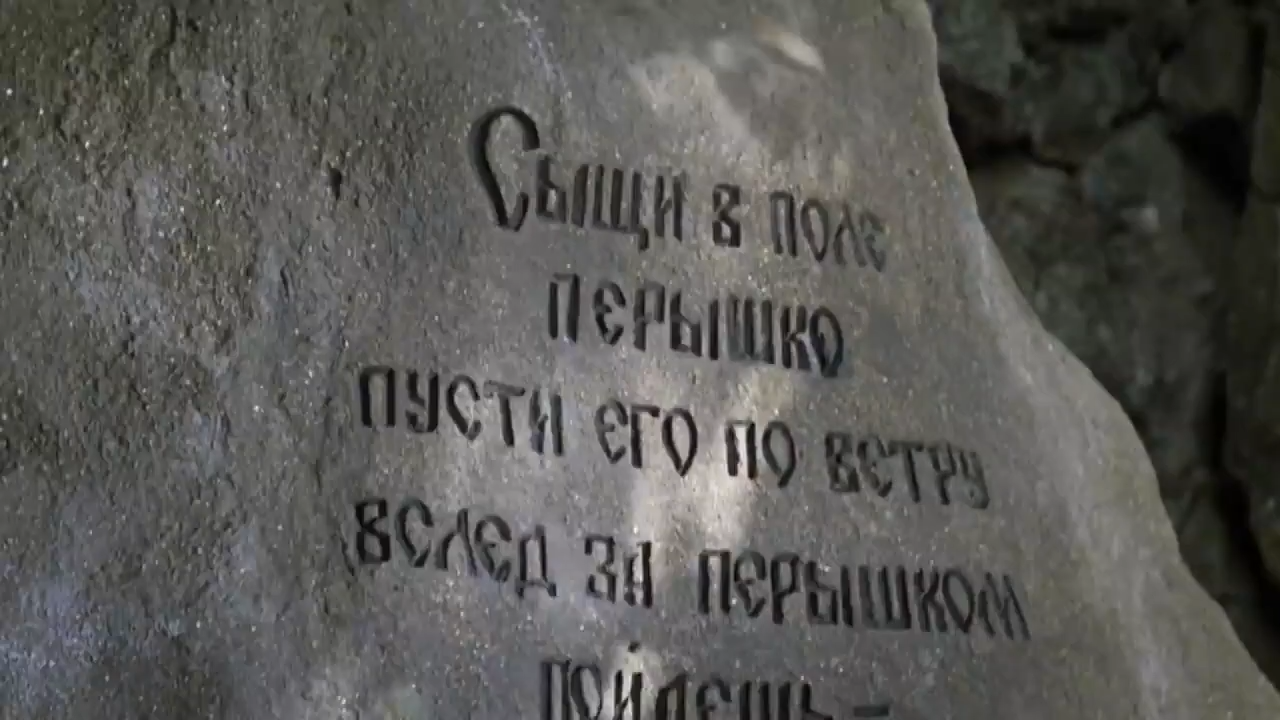 Сыщи в поле
перышко
пусти его по ветру
вслед за перышком
пойдешь –